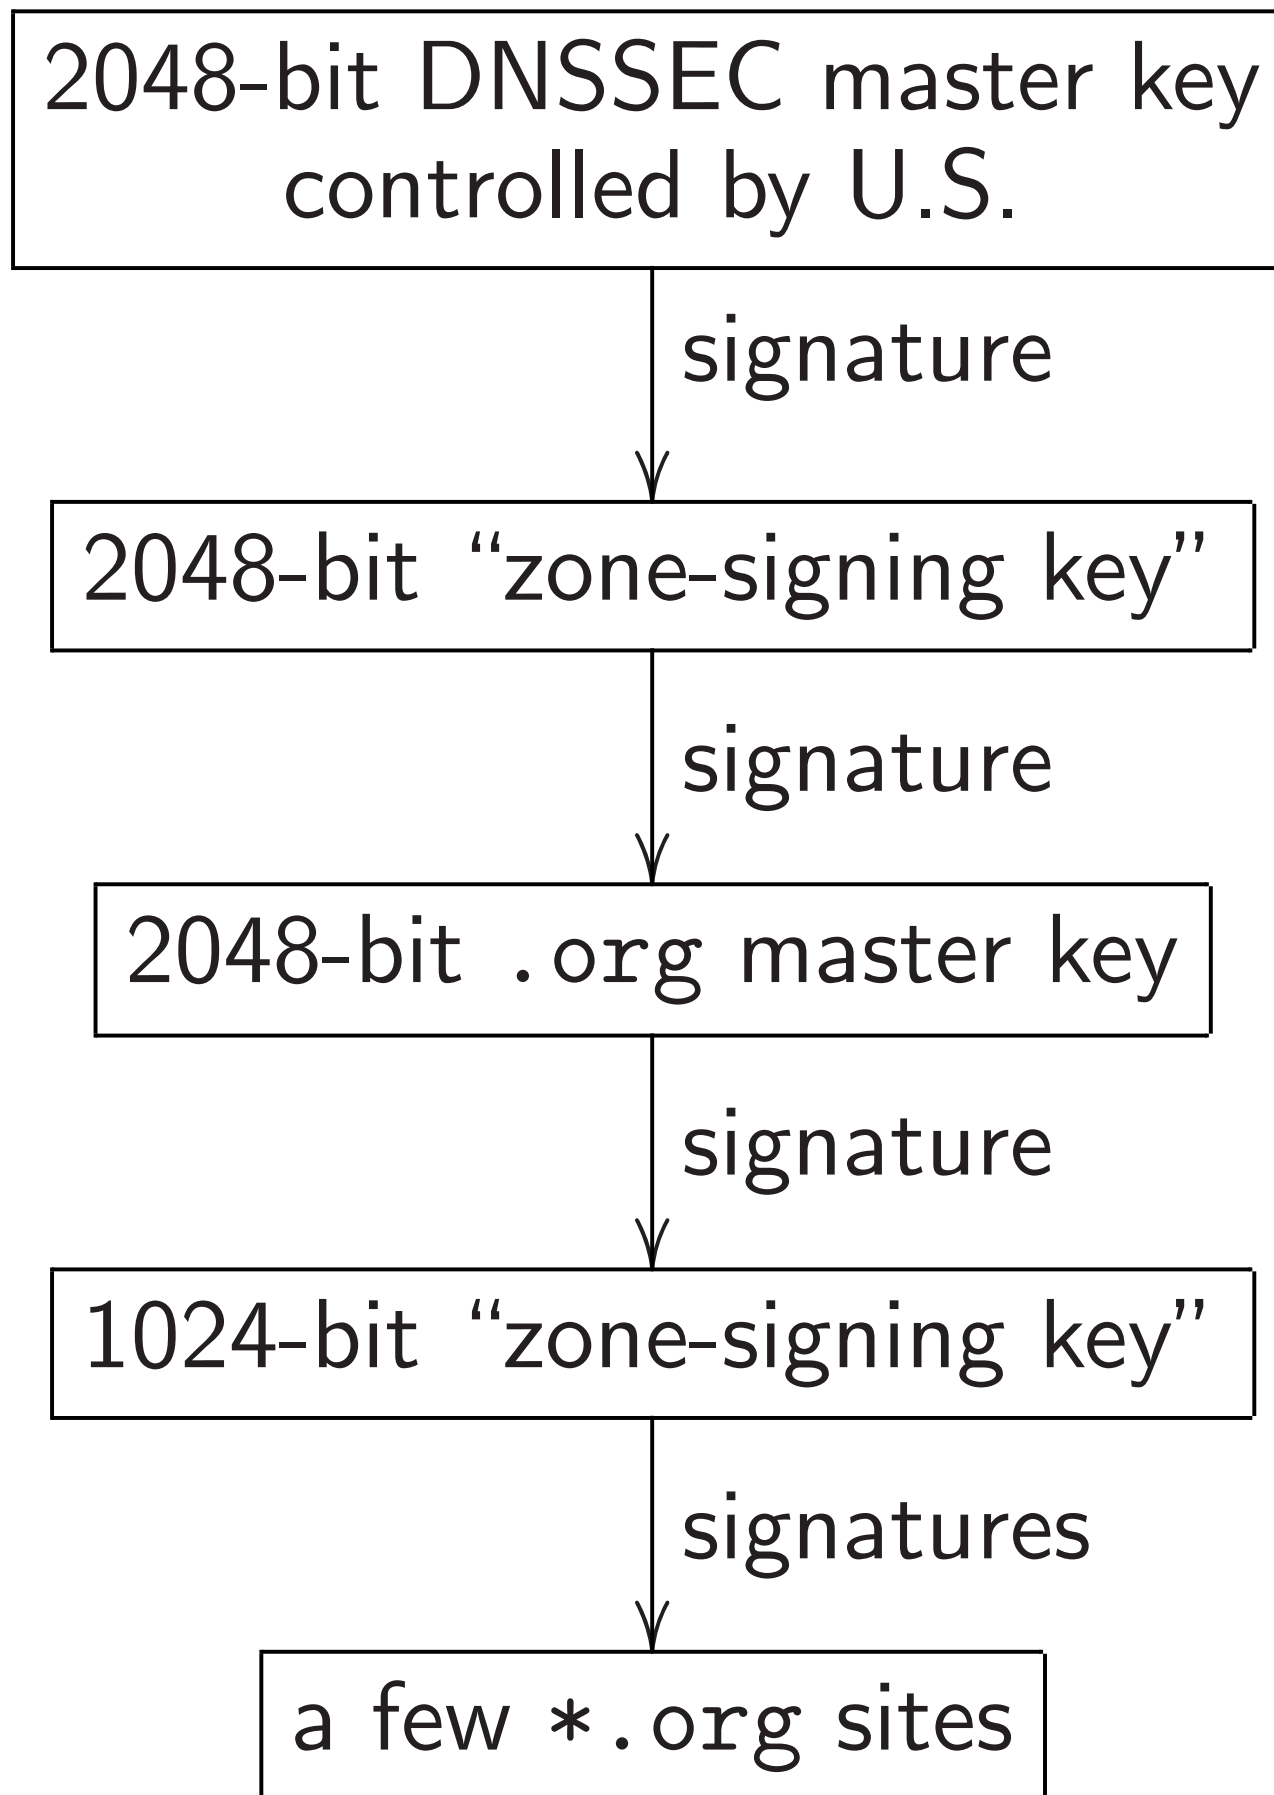 2048-bit DNSSEC master key
controlled by U.S.
signature
2048-bit “zone-signing key”
signature
2048-bit .org master key
signature
1024-bit “zone-signing key”
signatures
a few *.org sites